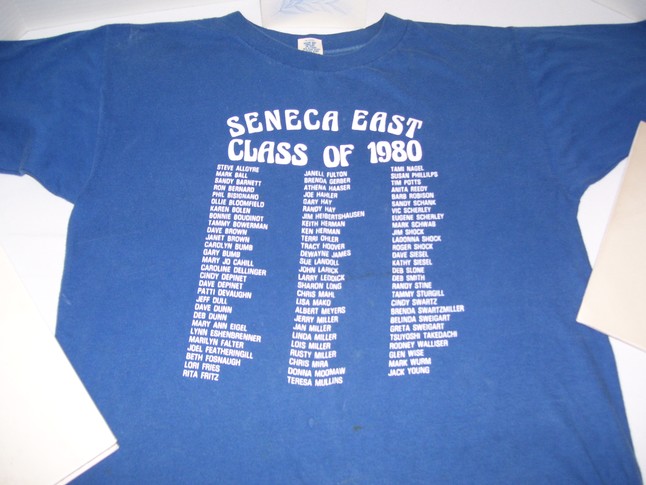 SENECA EAST
CLASS OF 1980
STEVE ALLGYRE
MARK BALL
SANDY BARNETT
RON BERNARD
PHIL BISIGNANO
OLLIE BLOOMFIELD
KAREN BOLEN
BONNIE BOUDINOT
TAMMY BOWERMAN
DAVE BROWN
JANET BROWN
CAROLYN BUMB
GARY BUMB
MARY JO CAHILL
CAROLINE DELLINGER
CINDY DEPINET
DAVE DEPINET
PATTI DEVAUGHN
JEFF DULL
DAVE DUNN
DEB DUNN
MARY ANN EIGEL
LYNN ESHENBRENNER
MARILYN FALTER
JOEL FEATHERINGILL
BETH FOSNAUGH
LORI FRIES
RITA FRITZ
JANELL FULTON
BRENDA GERBER
ATHENA HAASER
JOE HAHLER
GARY HAY
RANDY HAY
JIM HEIBERTSHAUSEN
KEITH HERMAN
KEN HERMAN
TERRI OHLER
TRACY HOOVER
DEWAYNE JAMES
SUE LANDOLL
JOHN LARICK
LARRY LEDDICK
SHARON LONG
CHRIS MAHL
LISA MAKO
ALBERT MEYERS
JERRY MILLER
JAN MILLER
LINDA MILLER
LOIS MILLER
RUSTY MILLER
CHRIS MIRA
DONNA MOOMAW
TERESA MULLINS
TAMI NAGEL
SUSAN PHILLIPS
TIM POTTS
ANITA REEDY
BARB ROBISON
SANDY SCHANK
VIC SCHERLEY
EUGENE SCHERLEY
MARK SCHWAB
JIM SHOCK
LADONNA SHOCK
ROGER SHOCK
DAVE SIEGEL
KATHY SIESEL
DEB SLONE
DEB SMITH
RANDY STINE
TAMMY STURGILL
CINDY SWARTZ
BRENDA SWARTZMILLER
BELINDA SWEIGART
GRETA SWEIGART
TSUYOSHI TAKEDACHI
RODNEY WALLISER
GLEN WISE
MARK WURM
JACK YOUNG